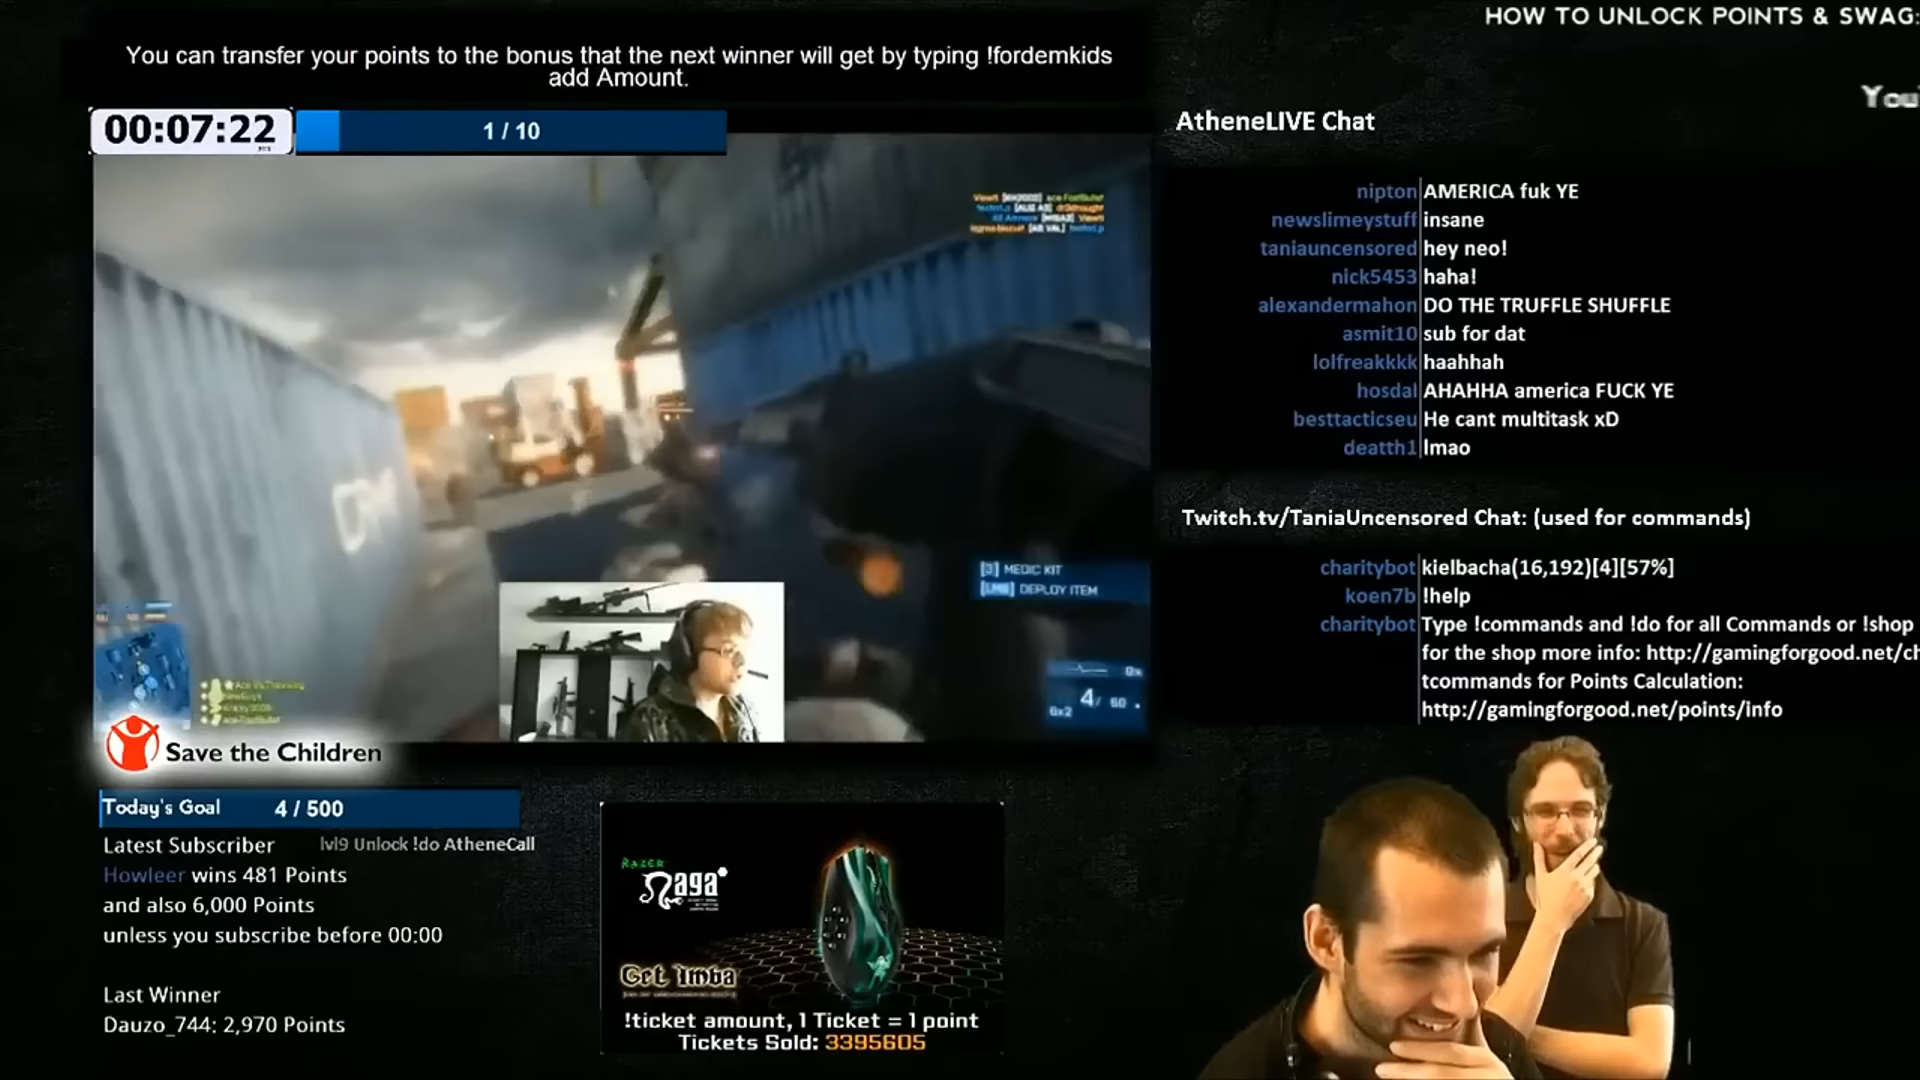 HOW TO UNLOCK POINTS & SWAG:
You can transfer your points to the bonus that the next winner will get by typing !fordemkids
add Amount.
You
00:07:22
1 / 10
AtheneLIVE Chat
nipton AMERICA fuk YE
newslimeystuff insane
taniauncensored hey neo!
nick5453 haha!
alexandermahon DO THE TRUFFLE SHUFFLE
asmit10 sub for dat
lolfreakkkk haahhah
hosdal AHAHHA america FUCK YE
besttacticseu He cant multitask xD
deatth1 lmao
Twitch.tv/TaniaUncensored Chat: (used for commands)
charitybot kielbacha(16,192)[4][57%]
koen7b !help
charitybot Type !commands and !do for all Commands or !shop
for the shop more info: http://gamingforgood.net/ch
tcommands for Points Calculation:
http://gamingforgood.net/points/info
[3] MEDIC KIT
[LMB] DEPLOY ITEM
0x
4/ 60
6x2
Save the Children
Today's Goal 4 / 500
Latest Subscriber lvl9 Unlock !do AtheneCall
Howleer wins 481 Points
and also 6,000 Points
unless you subscribe before 00:00
Last Winner
Dauzo_744: 2,970 Points
RAZER
Naga
Get Imba
!ticket amount, 1 Ticket = 1 point
Tickets Sold: 3395605